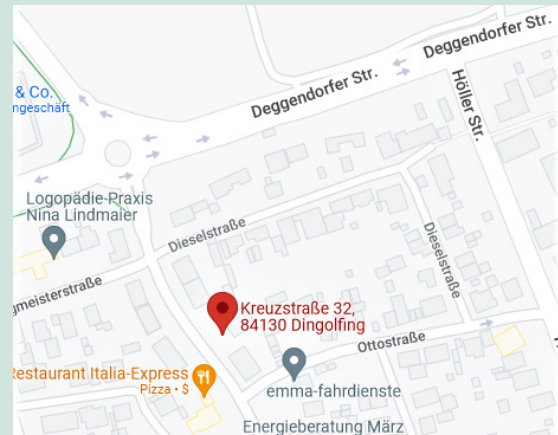 Deggendorfer Str.
Deggendorfer Str.
Höller Str.
& Co.
ngeschäft
Logopädie-Praxis
Nina Lindmaier
Dieselstraße
Dieselstraße
gmeisterstraße
Kreuzstraße 32,
84130 Dingolfing
Ottostraße
Restaurant Italia-Express
Pizza • $
emma-fahrdienste
Energieberatung März